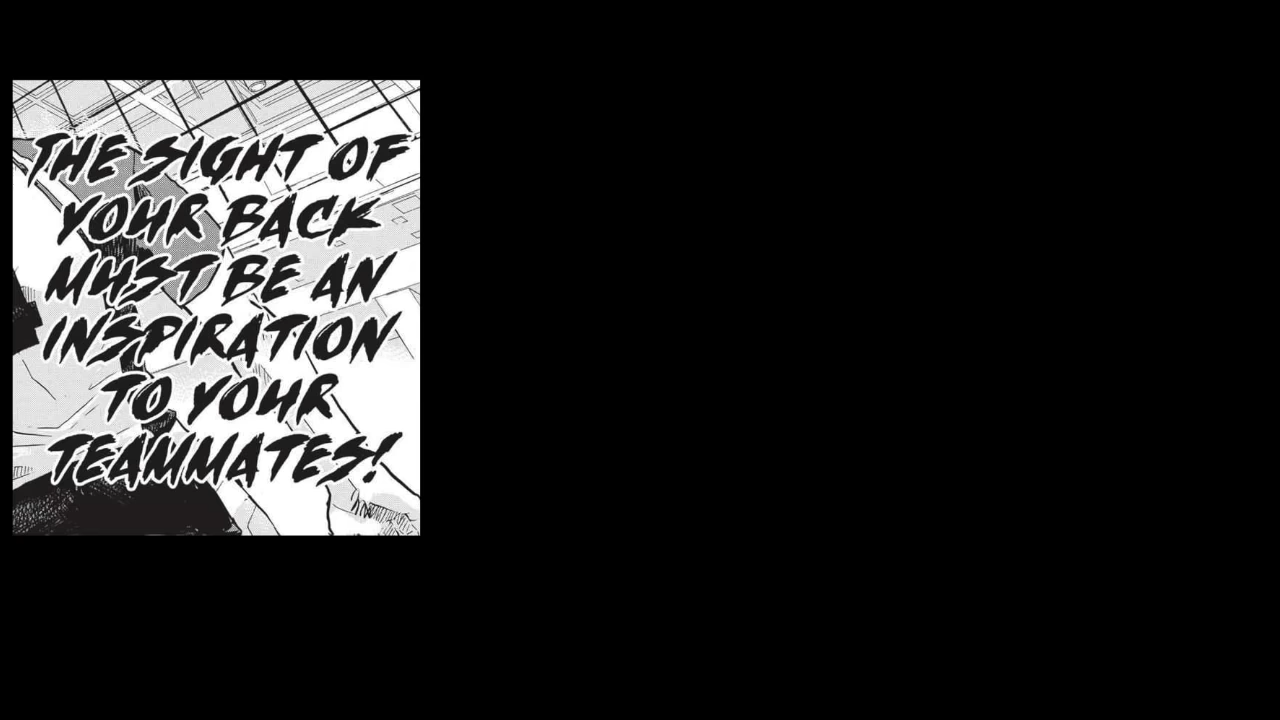 THE SIGHT OF
YOUR BACK
MUST BE AN
INSPIRATION
TO YOUR
TEAMMATES!